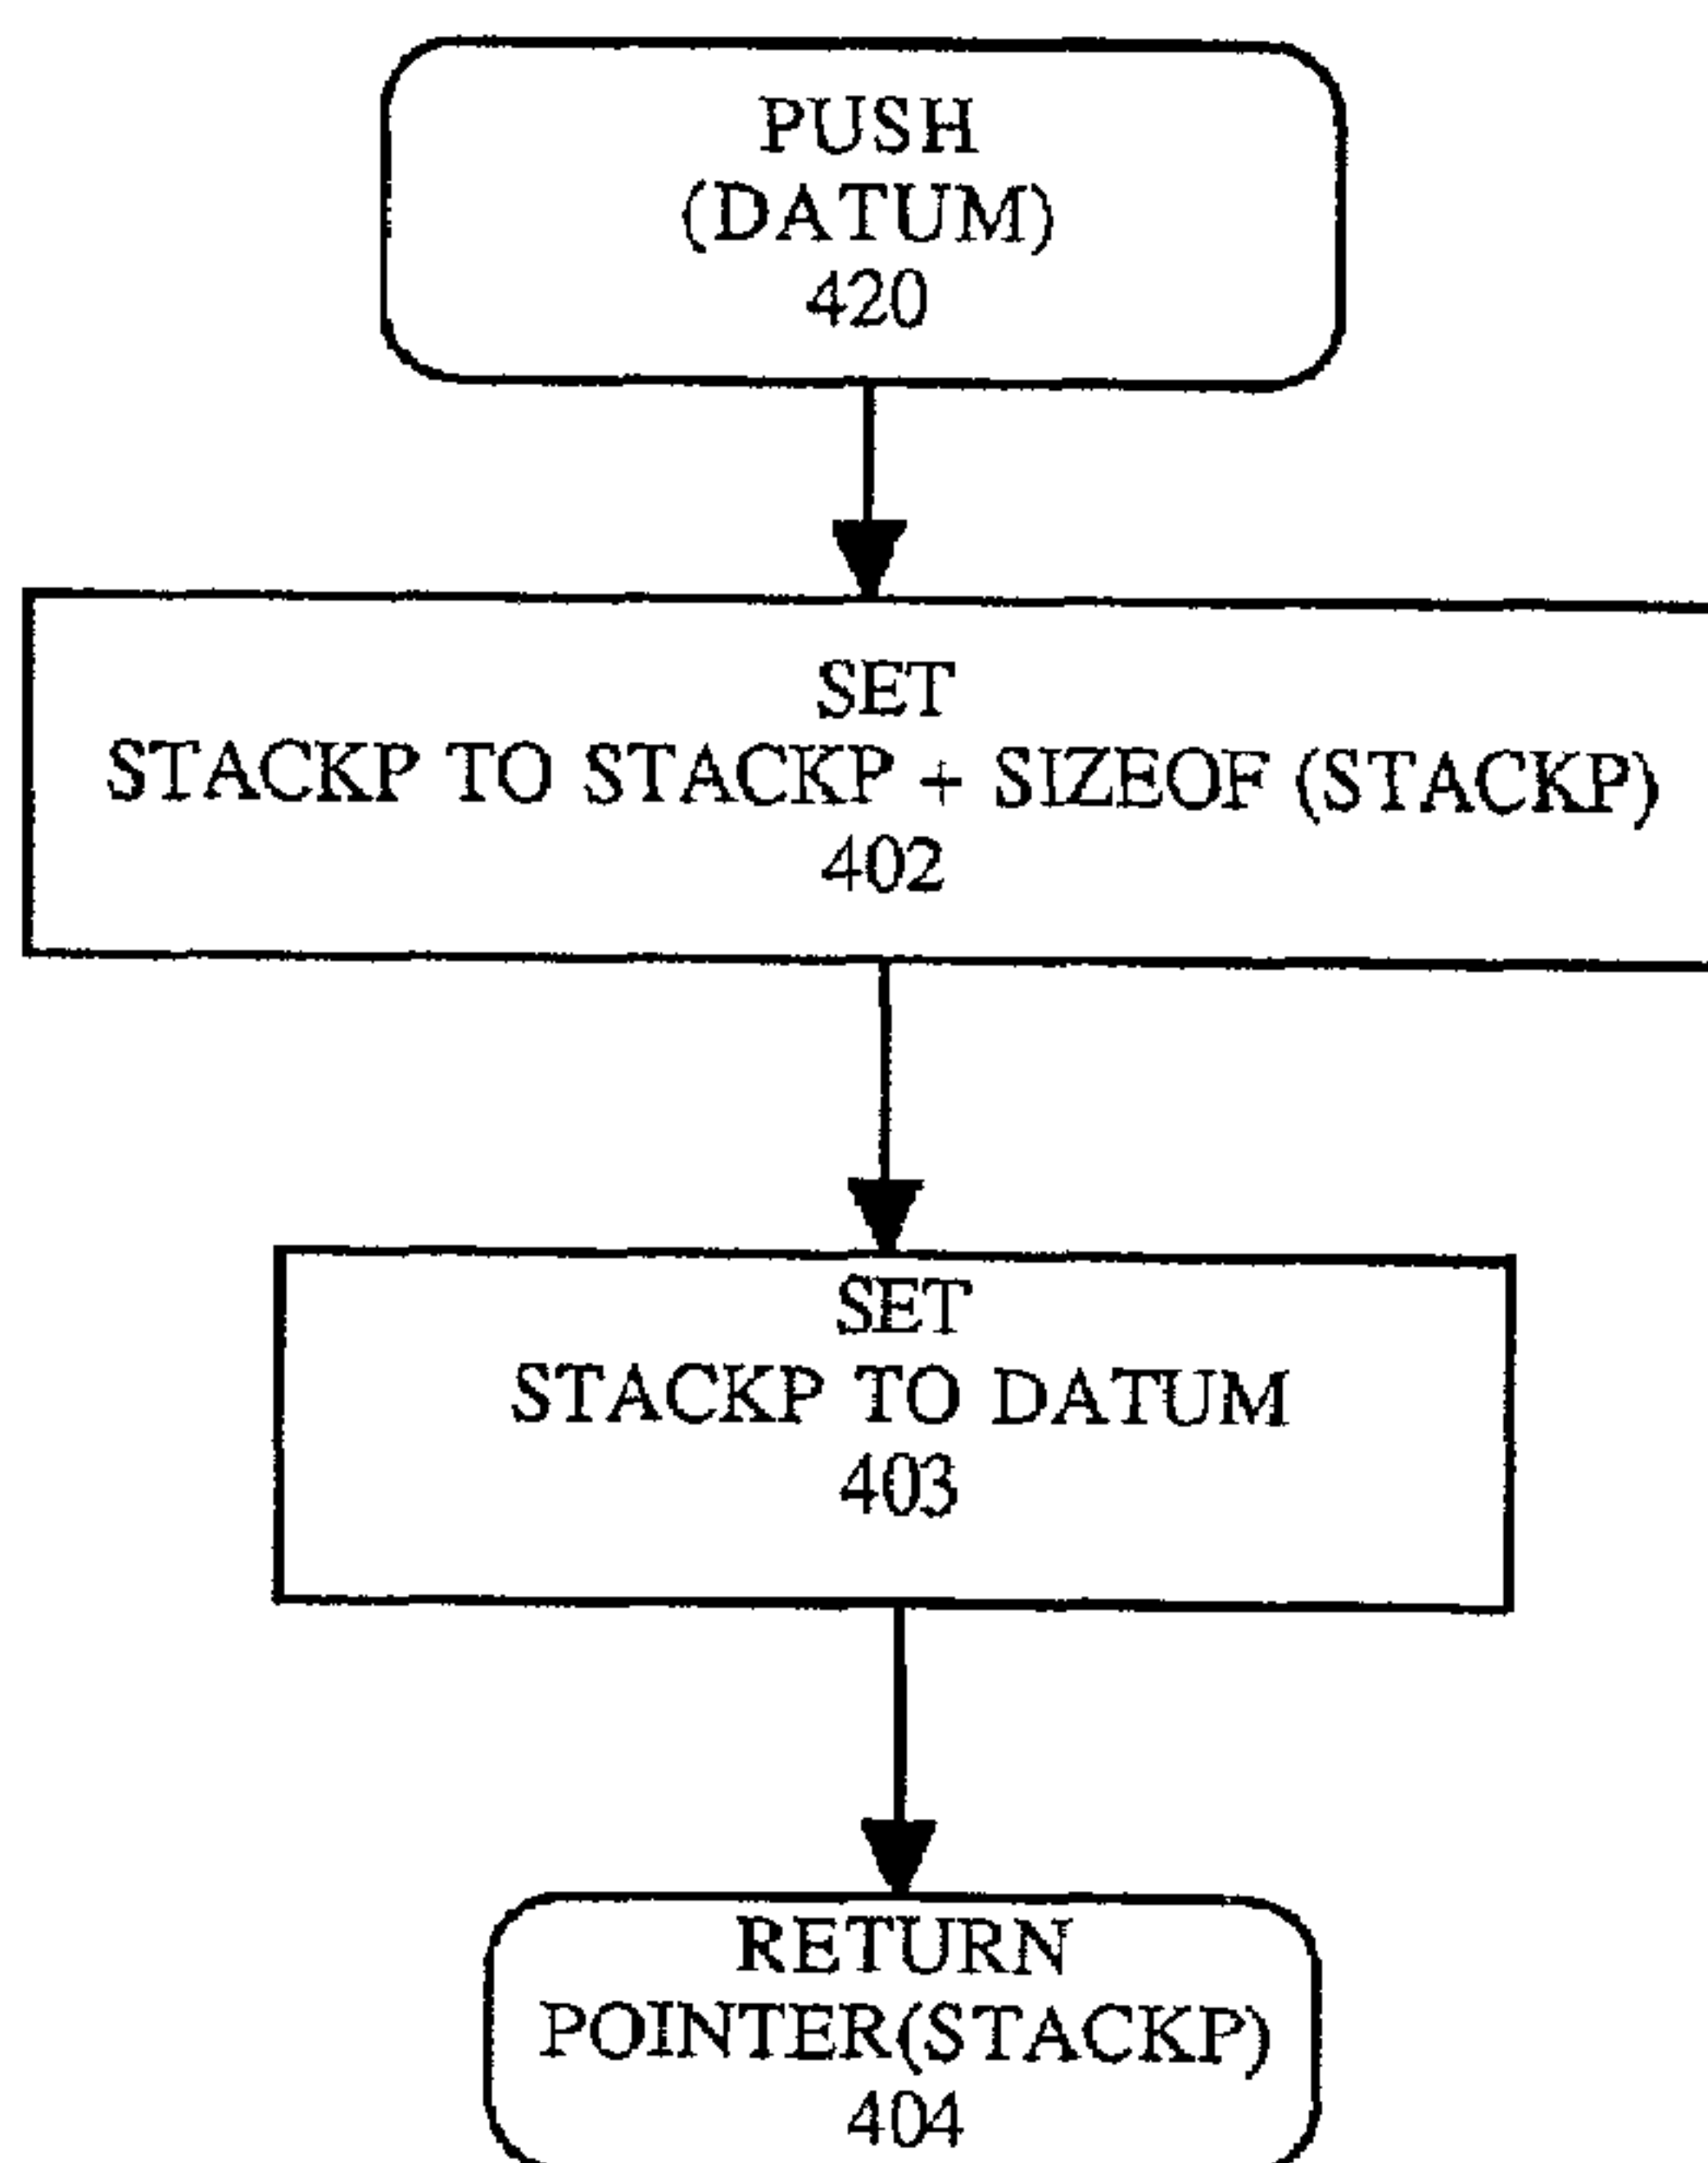 PUSH
(DATUM)
420
SET
STACKP TO STACKP + SIZEOF (STACKP)
402
SET
STACKP TO DATUM
403
RETURN
POINTER(STACKP)
404